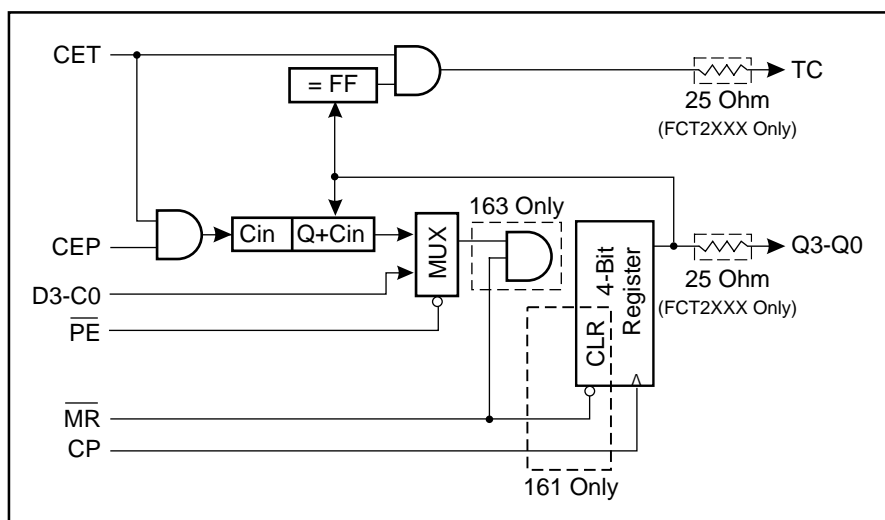 CET
= FF
TC
25 Ohm
(FCT2XXX Only)
163 Only
CEP
Cin
Q+Cin
MUX
4-Bit
Register
CLR
Q3-Q0
25 Ohm
(FCT2XXX Only)
D3-C0
PE
MR
CP
161 Only